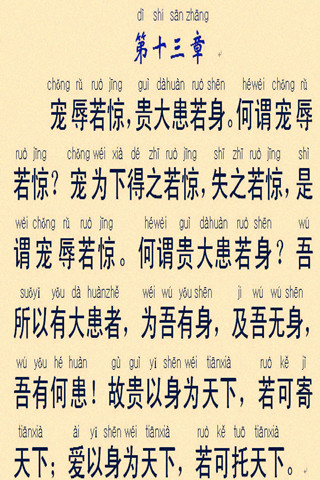 dì shí sān zhāng
第十三章
chǒng rǔ ruò jīng guì dàhuàn ruò shēn héwèi chǒng rǔ
宠辱若惊,贵大患若身。何谓宠辱
ruò jīng chǒng wéi xià dé zhī ruò jīng shī zhī ruò jīng shì
若惊?宠为下得之若惊,失之若惊,是
wèi chǒng rǔ ruò jīng héwèi guì dàhuàn ruò shēn wú
谓宠辱若惊。何谓贵大患若身?吾
suǒyǐ yǒu dà huànzhě wéi wú yǒu shēn jì wú wú shēn
所以有大患者,为吾有身,及吾无身,
wú yǒu hé huàn gù guì yǐ shēn wéi tiānxià ruò kě jì
吾有何患!故贵以身为天下,若可寄
tiānxià ài yǐ shēn wéi tiānxià ruò kě tuō tiānxià
天下;爱以身为天下,若可托天下。